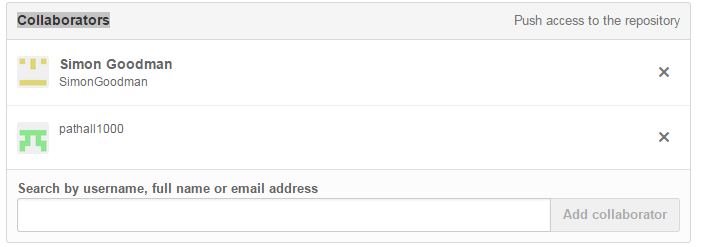 Collaborators
Push access to the repository
Simon Goodman
SimonGoodman
pathall1000
Search by username, full name or email address
Add collaborator